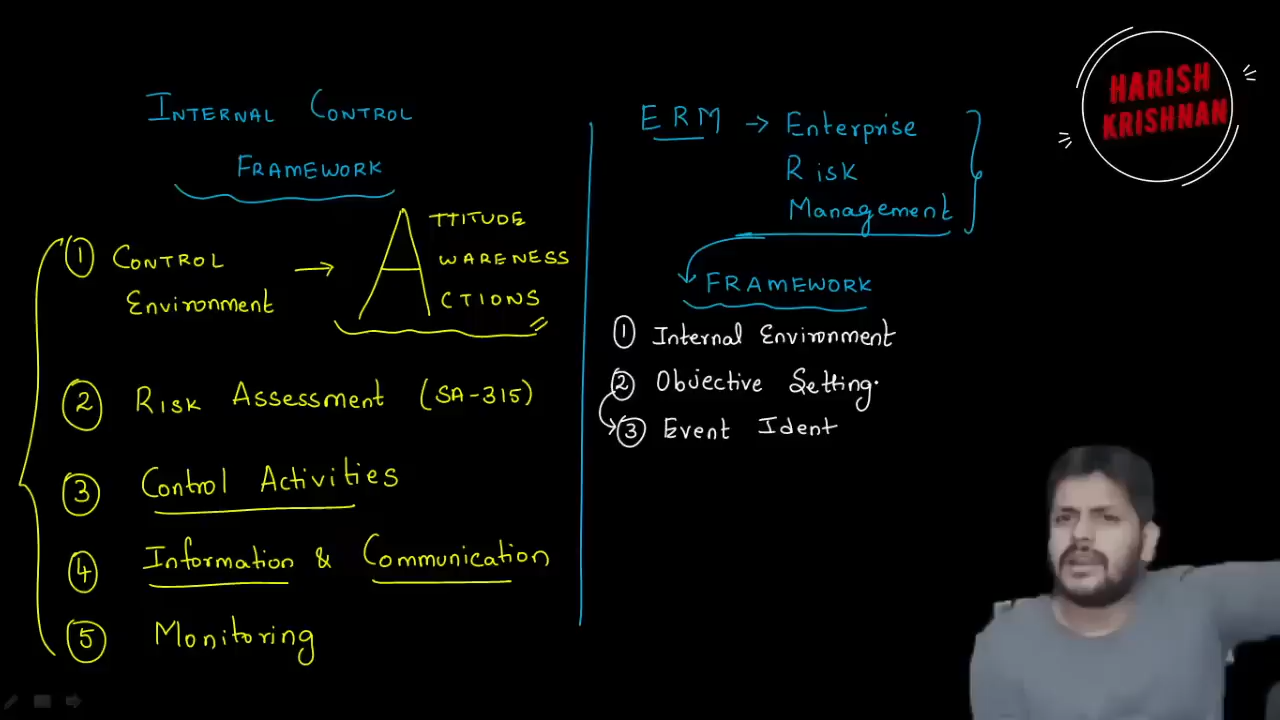 INTERNAL CONTROL
FRAMEWORK
① CONTROL
Environment
→ A TTITUDE
WARENESS
CTIONS
② RISK Assessment (SA-315)
③ Control Activities
④ Information & Communication
⑤ Monitoring
ERM → Enterprise
Risk
Management
FRAMEWORK
① Internal Environment
② Objective Setting
③ Event Ident
HARISH
KRISHNAN